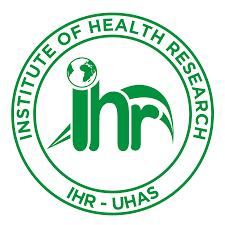 INSTITUTE OF HEALTH RESEARCH
ihr
IHR - UHAS